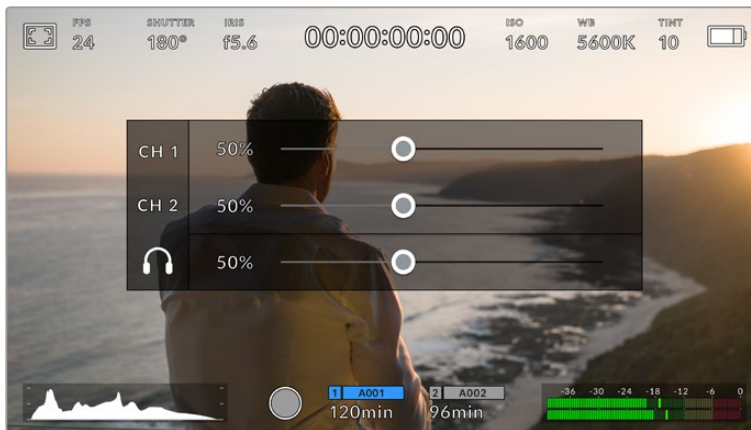 FPS SHUTTER IRIS ISO WB TINT
24 180° f5.6 00:00:00:00 1600 5600K 10
CH 1 50%
CH 2 50%
50%
1 A001 2 A002
120min 96min
-36 -30 -24 -18 -12 -6 0